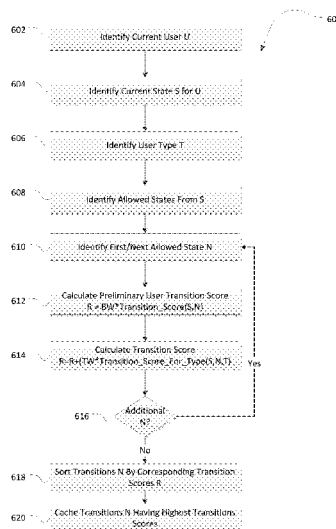 60
602
Identify Current User U
604
Identify Current State S for U
606
Identify User Type T
608
Identify Allowed States From S
610
Identify First/Next Allowed State N
612
Calculate Preliminary User Transition Score
R = BW*Transition_Score(S,N)
614
Calculate Transition Score
R=R+(TW*Transition_Score_For_Type(S,N,T)
Yes
616
Additional
N?
No
618
Sort Transitions N By Corresponding Transition
Scores R
620
Cache Transitions N Having Highest Transitions
Scores